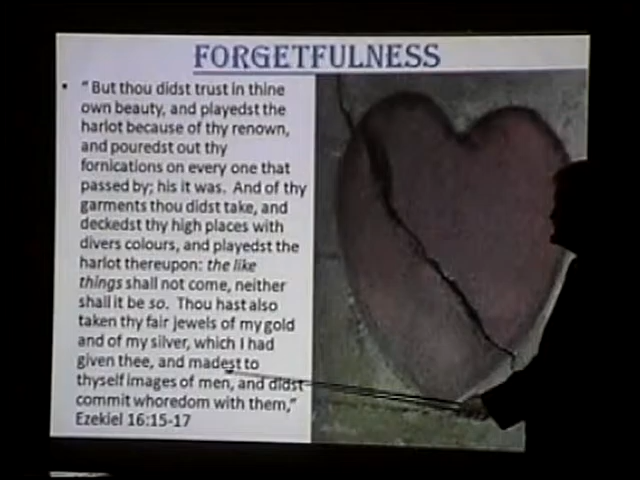 FORGETFULNESS
• "But thou didst trust in thine
own beauty, and playedst the
harlot because of thy renown,
and pouredst out thy
fornications on every one that
passed by; his it was. And of thy
garments thou didst take, and
deckedst thy high places with
divers colours, and playedst the
harlot thereupon: the like
things shall not come, neither
shall it be so. Thou hast also
taken thy fair jewels of my gold
and of my silver, which I had
given thee, and madest to
thyself images of men, and didst
commit whoredom with them,"
Ezekiel 16:15-17